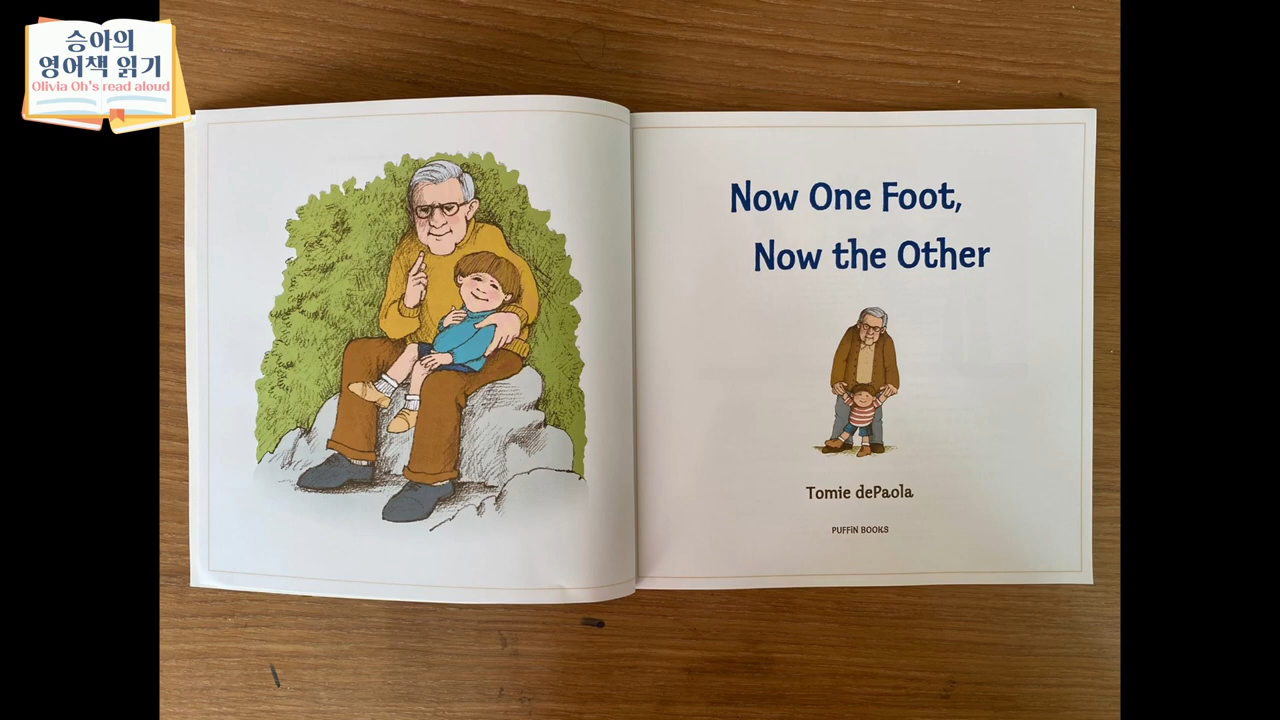 승아의
영어책 읽기
Olivia Oh's read aloud
Now One Foot,
Now the Other
Tomie dePaola
PUFFIN BOOKS